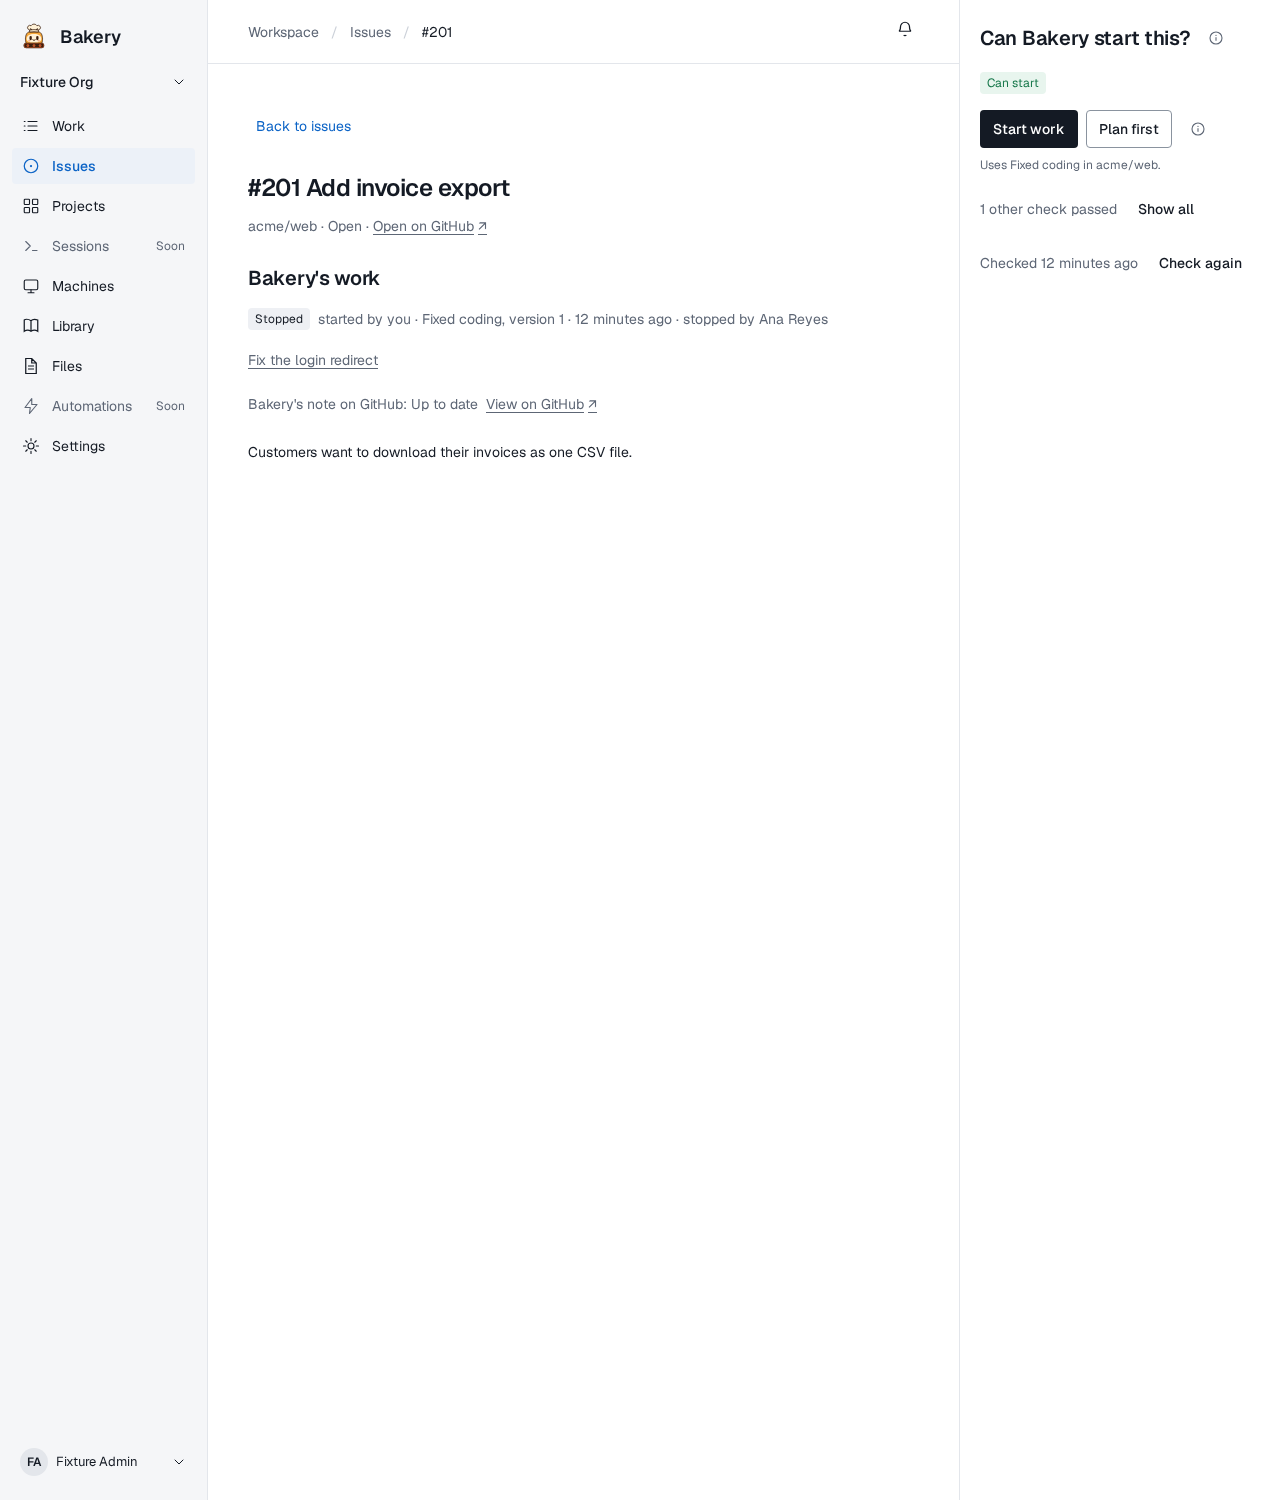 Bakery
Fixture Org
Work
Issues
Projects
Sessions Soon
Machines
Library
Files
Automations Soon
Settings
FA Fixture Admin
Workspace / Issues / #201
Back to issues
#201 Add invoice export
acme/web · Open · Open on GitHub ↗
Bakery's work
Stopped started by you · Fixed coding, version 1 · 12 minutes ago · stopped by Ana Reyes
Fix the login redirect
Bakery's note on GitHub: Up to date View on GitHub ↗
Customers want to download their invoices as one CSV file.
Can Bakery start this?
Can start
Start work Plan first
Uses Fixed coding in acme/web.
1 other check passed Show all
Checked 12 minutes ago Check again